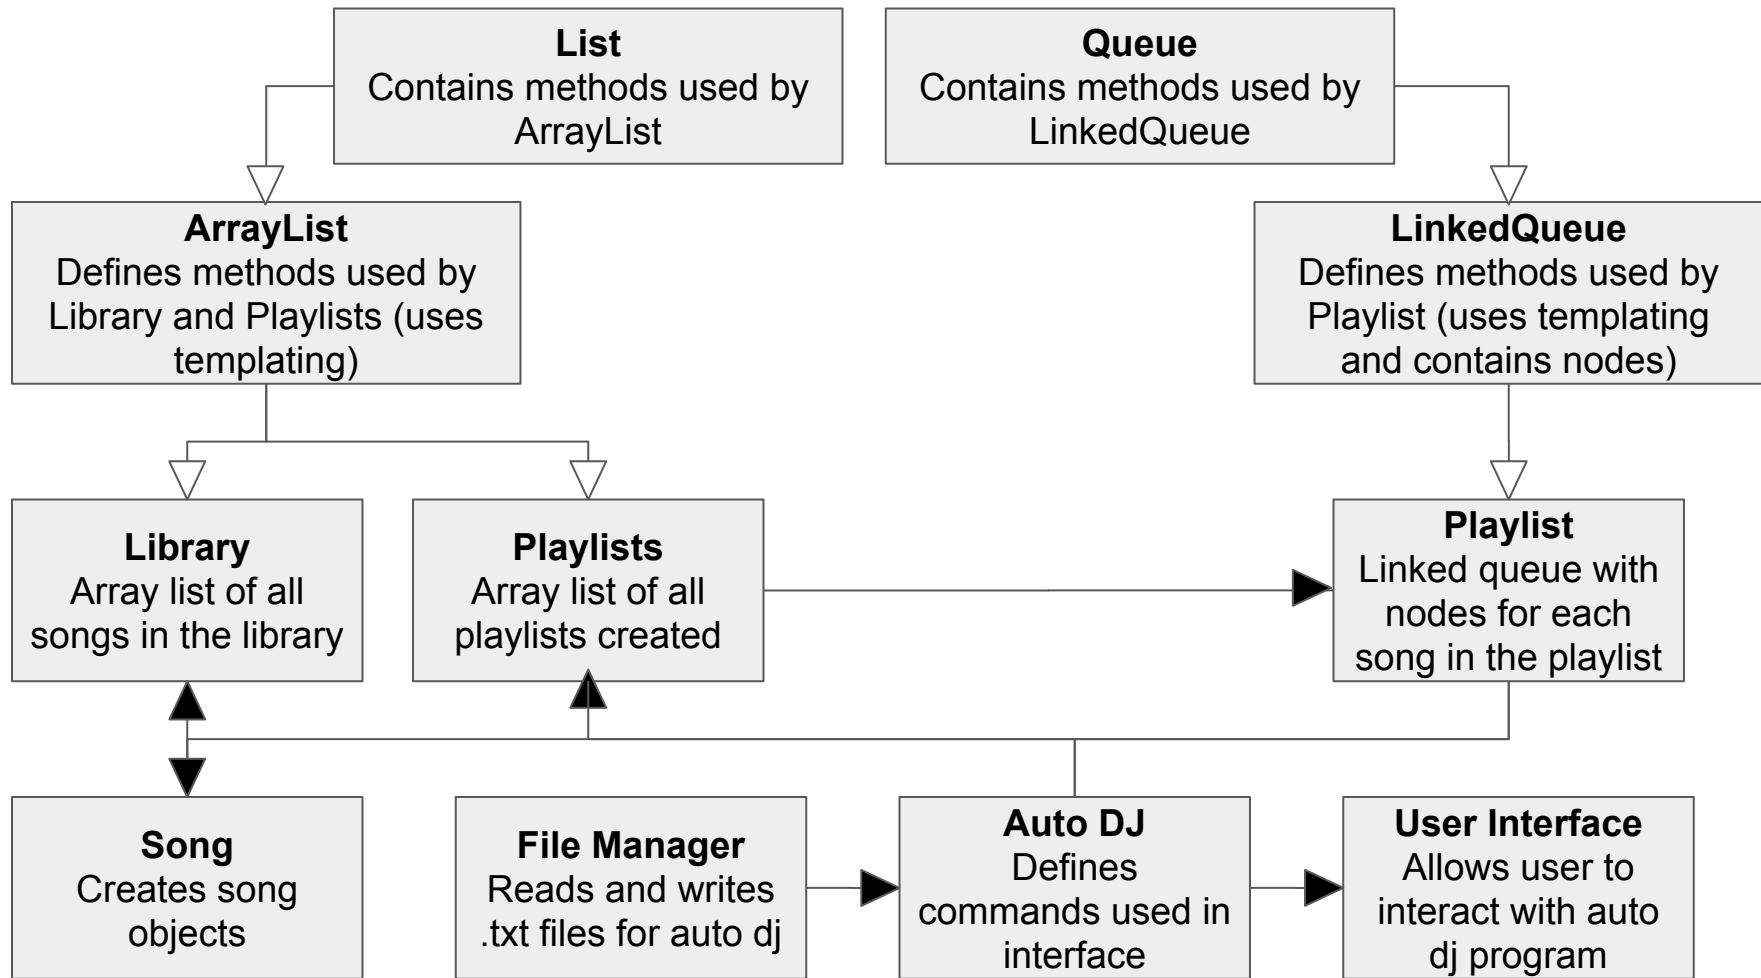 List
Contains methods used by
ArrayList
Queue
Contains methods used by
LinkedQueue
ArrayList
Defines methods used by
Library and Playlists (uses
templating)
LinkedQueue
Defines methods used by
Playlist (uses templating
and contains nodes)
Library
Array list of all
songs in the library
Playlists
Array list of all
playlists created
Playlist
Linked queue with
nodes for each
song in the playlist
Song
Creates song
objects
File Manager
Reads and writes
.txt files for auto dj
Auto DJ
Defines
commands used in
interface
User Interface
Allows user to
interact with auto
dj program